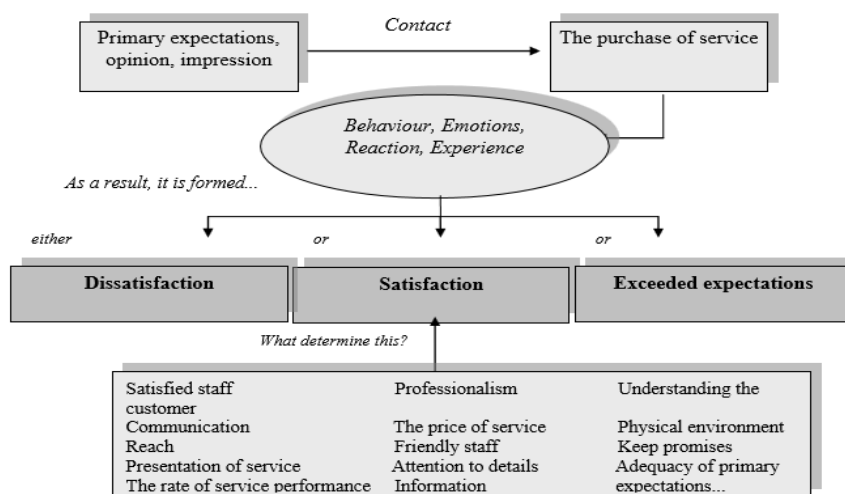 Contact
Primary expectations,
opinion, impression
The purchase of service
Behaviour, Emotions,
Reaction, Experience
As a result, it is formed...
either
or
or
Dissatisfaction
Satisfaction
Exceeded expectations
What determine this?
Satisfied staff Professionalism Understanding the
customer
Communication The price of service Physical environment
Reach Friendly staff Keep promises
Presentation of service Attention to details Adequacy of primary
The rate of service performance Information expectations...